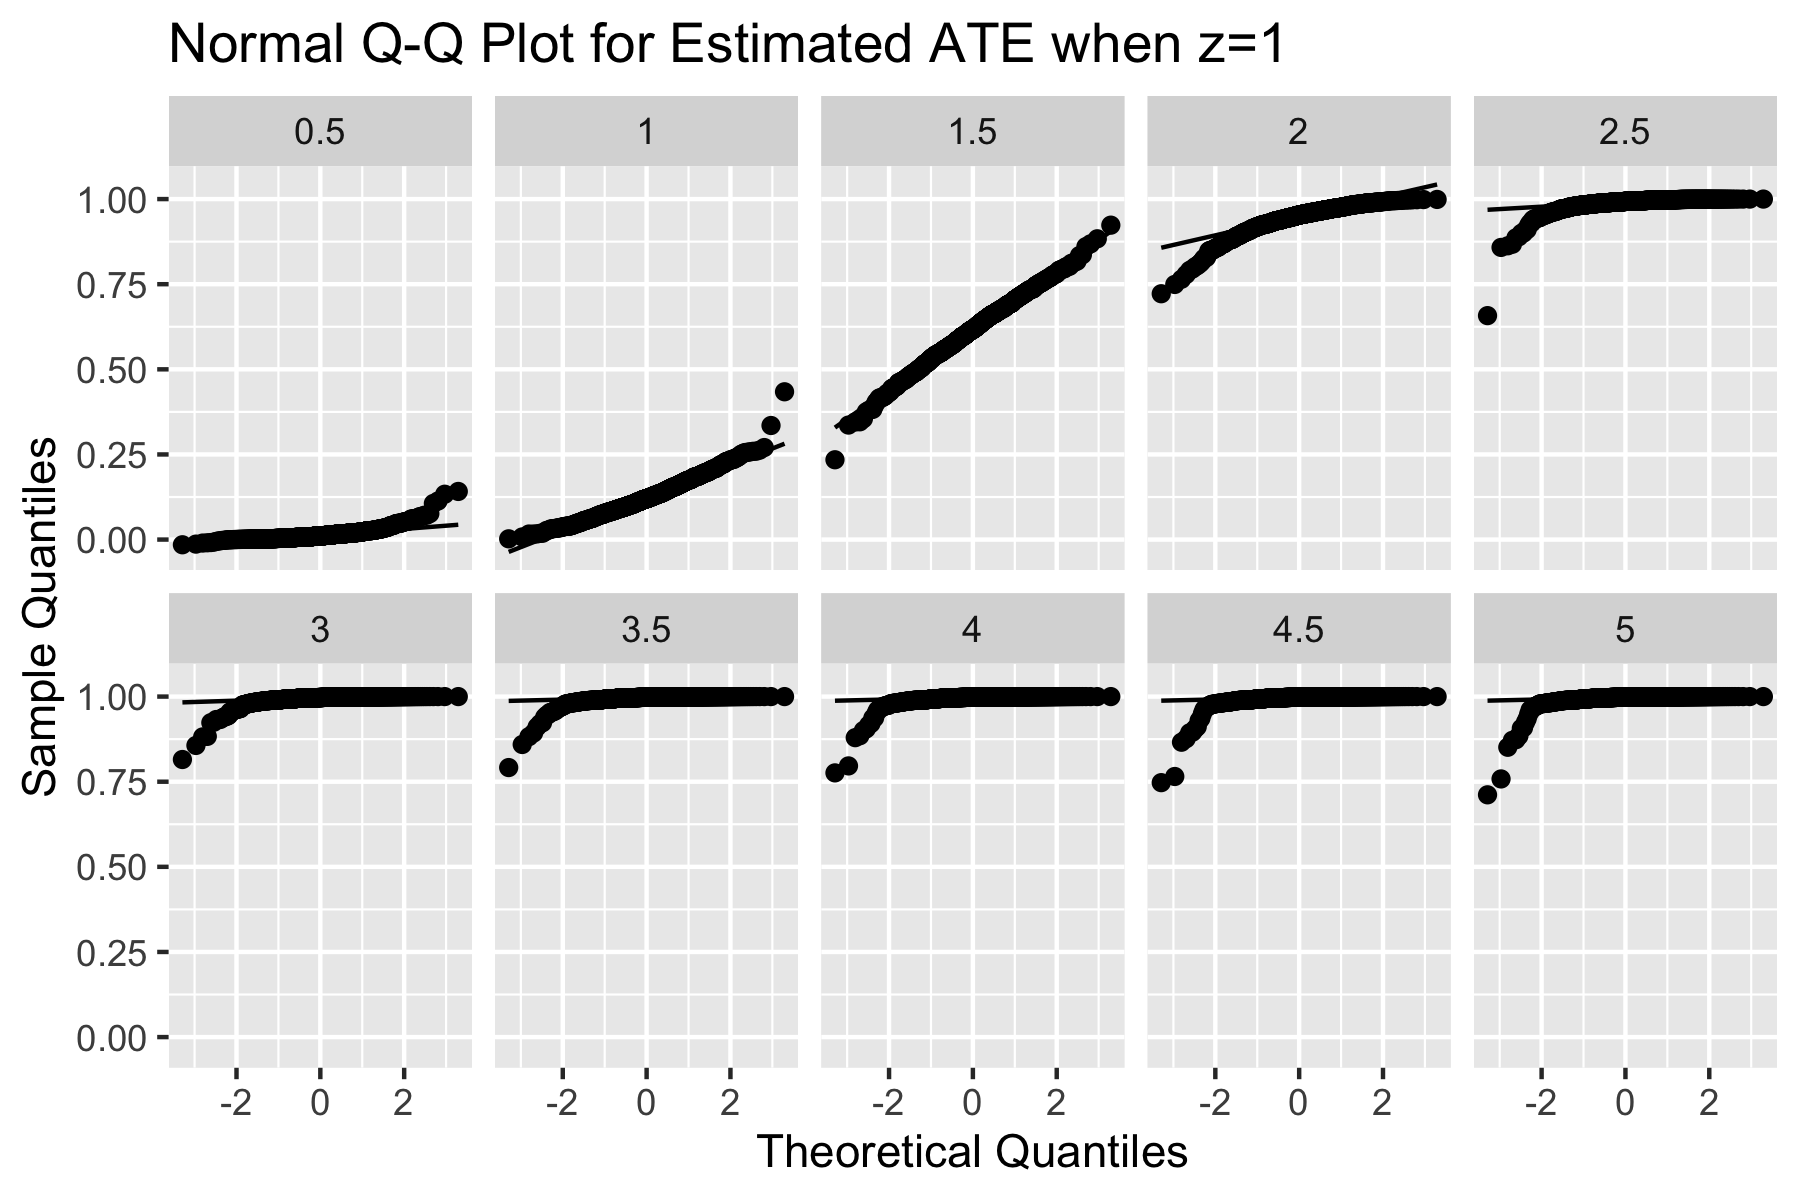 Normal Q-Q Plot for Estimated ATE when z=1
0.5 1 1.5 2 2.5
1.00
0.75
0.50
0.25
0.00
Sample Quantiles
3 3.5 4 4.5 5
1.00
0.75
0.50
0.25
0.00
-2 0 2 -2 0 2 -2 0 2 -2 0 2 -2 0 2
Theoretical Quantiles